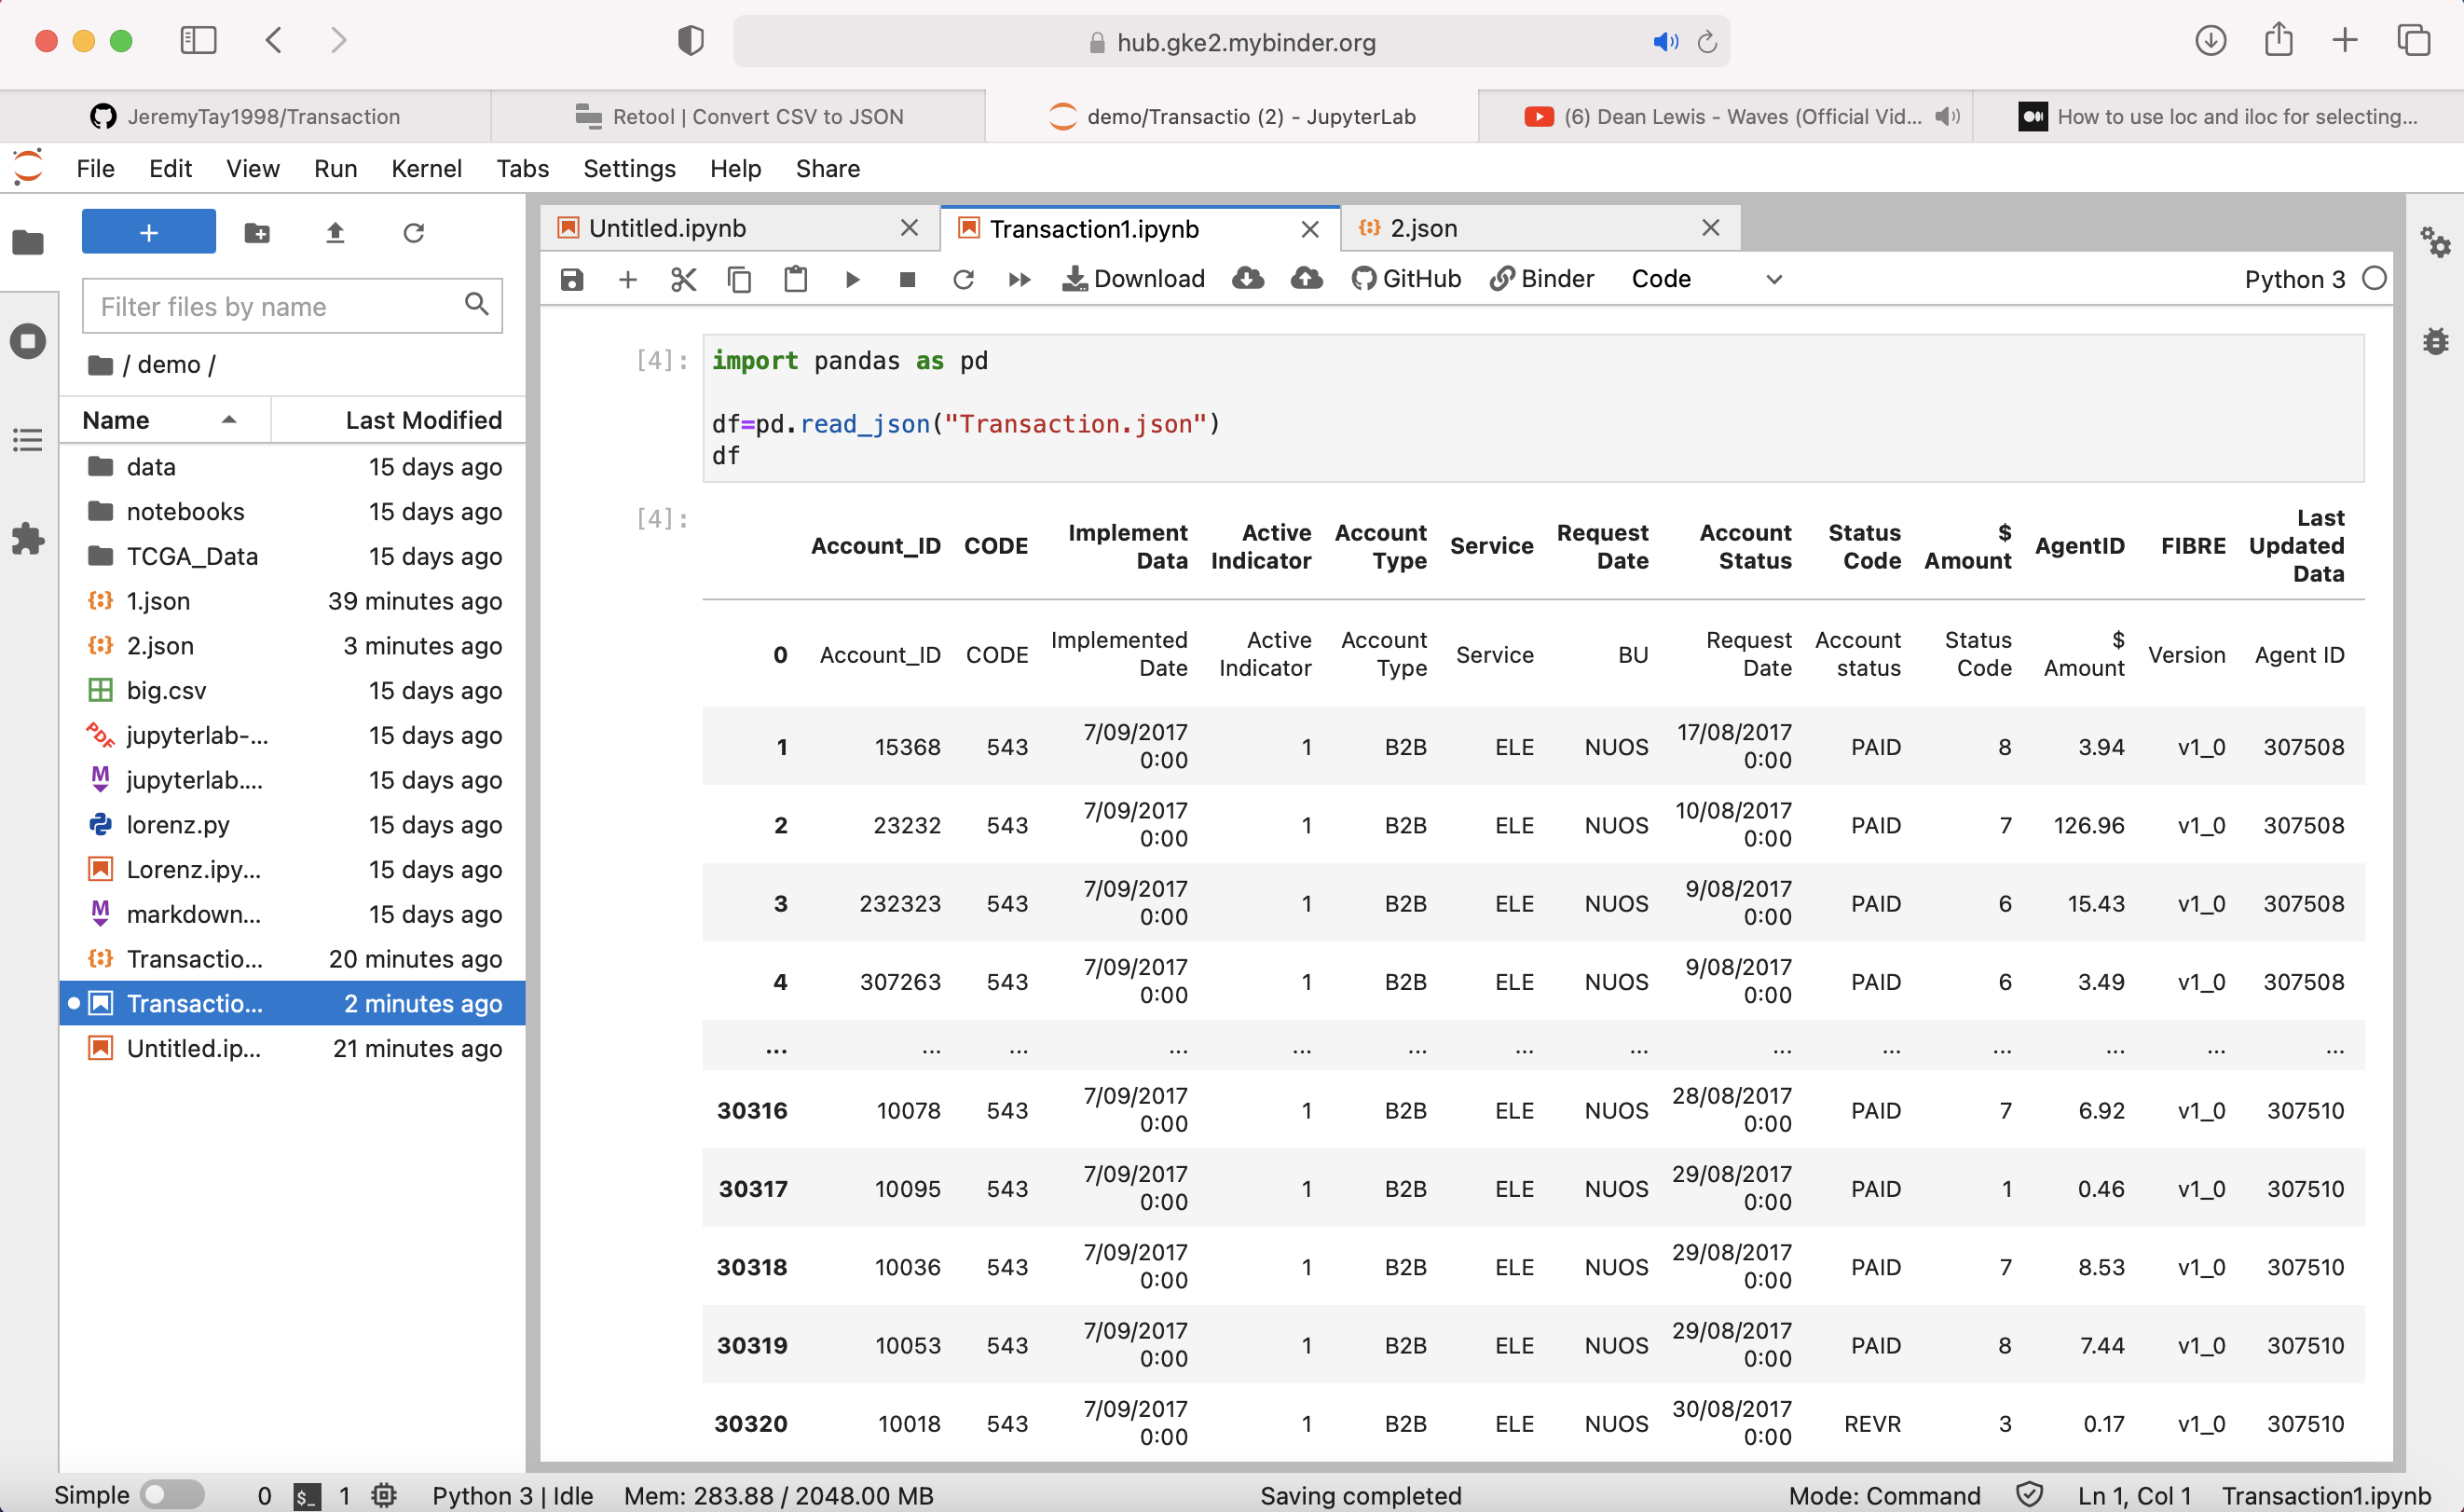 hub.gke2.mybinder.org
JeremyTay1998/Transaction
Retool | Convert CSV to JSON
demo/Transactio (2) - JupyterLab
(6) Dean Lewis - Waves (Official Vid...
How to use loc and iloc for selecting...
File Edit View Run Kernel Tabs Settings Help Share
+
Filter files by name
/ demo /
Name Last Modified
data 15 days ago
notebooks 15 days ago
TCGA_Data 15 days ago
1.json 39 minutes ago
2.json 3 minutes ago
big.csv 15 days ago
PDF jupyterlab-... 15 days ago
M jupyterlab.... 15 days ago
lorenz.py 15 days ago
Lorenz.ipy... 15 days ago
M markdown... 15 days ago
Transactio... 20 minutes ago
Transactio... 2 minutes ago
Untitled.ip... 21 minutes ago
Untitled.ipynb
Transaction1.ipynb
2.json
Download GitHub Binder Code Python 3
[4]: import pandas as pd
df=pd.read_json("Transaction.json")
df
[4]:
Account_ID CODE Implement Data Active Indicator Account Type Service Request Date Account Status Status Code $ Amount AgentID FIBRE Last Updated Data
0 Account_ID CODE Implemented Date Active Indicator Account Type Service BU Request Date Account status Status Code $ Amount Version Agent ID
1 15368 543 7/09/2017 0:00 1 B2B ELE NUOS 17/08/2017 0:00 PAID 8 3.94 v1_0 307508
2 23232 543 7/09/2017 0:00 1 B2B ELE NUOS 10/08/2017 0:00 PAID 7 126.96 v1_0 307508
3 232323 543 7/09/2017 0:00 1 B2B ELE NUOS 9/08/2017 0:00 PAID 6 15.43 v1_0 307508
4 307263 543 7/09/2017 0:00 1 B2B ELE NUOS 9/08/2017 0:00 PAID 6 3.49 v1_0 307508
... ... ... ... ... ... ... ... ... ... ... ... ... ...
30316 10078 543 7/09/2017 0:00 1 B2B ELE NUOS 28/08/2017 0:00 PAID 7 6.92 v1_0 307510
30317 10095 543 7/09/2017 0:00 1 B2B ELE NUOS 29/08/2017 0:00 PAID 1 0.46 v1_0 307510
30318 10036 543 7/09/2017 0:00 1 B2B ELE NUOS 29/08/2017 0:00 PAID 7 8.53 v1_0 307510
30319 10053 543 7/09/2017 0:00 1 B2B ELE NUOS 29/08/2017 0:00 PAID 8 7.44 v1_0 307510
30320 10018 543 7/09/2017 0:00 1 B2B ELE NUOS 30/08/2017 0:00 REVR 3 0.17 v1_0 307510
Simple 0 $_ 1 Python 3 | Idle Mem: 283.88 / 2048.00 MB Saving completed Mode: Command Ln 1, Col 1 Transaction1.ipynb